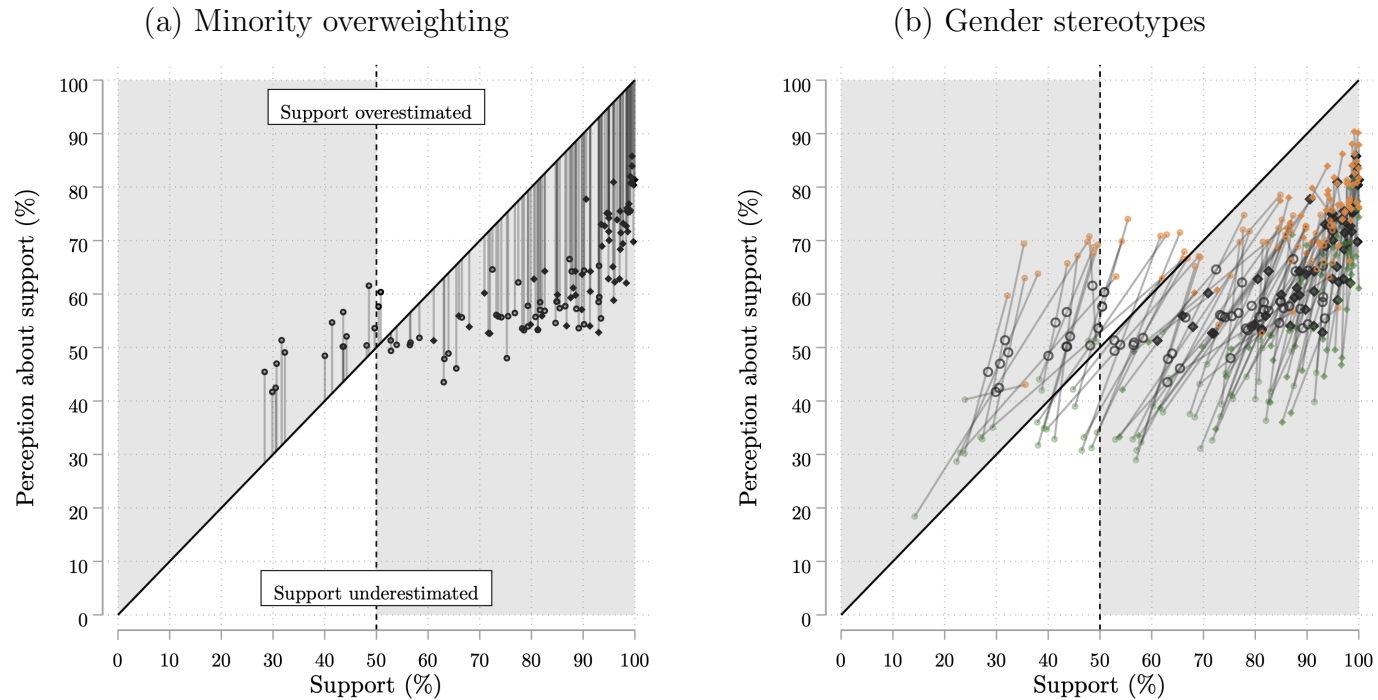 (a) Minority overweighting
Perception about support (%)
100
90
80
70
60
50
40
30
20
10
0
Support overestimated
Support underestimated
0 10 20 30 40 50 60 70 80 90 100
Support (%)
(b) Gender stereotypes
Perception about support (%)
100
90
80
70
60
50
40
30
20
10
0
0 10 20 30 40 50 60 70 80 90 100
Support (%)